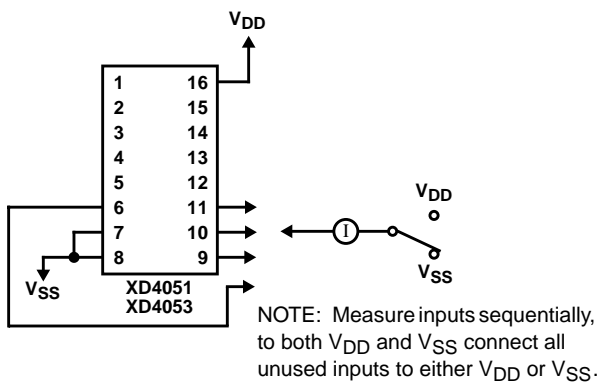 VDD
1 16
2 15
3 14
4 13
5 12
6 11
7 10
8 9
VSS
XD4051
XD4053
I
VDD
VSS
NOTE: Measure inputs sequentially,
to both VDD and VSS connect all
unused inputs to either VDD or VSS.